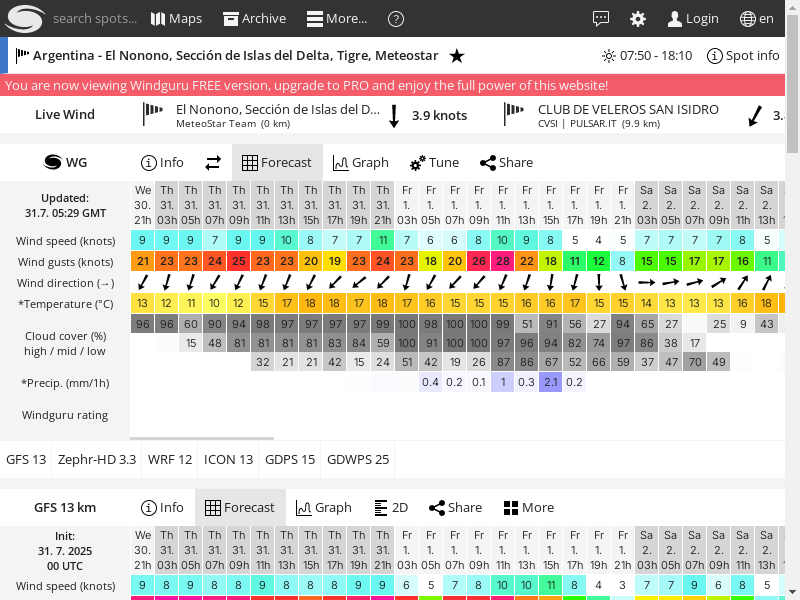 search spots... Maps Archive More... ? Login en
Argentina - El Nonono, Sección de Islas del Delta, Tigre, Meteostar ★ 07:50 - 18:10 Spot info
You are now viewing Windguru FREE version, upgrade to PRO and enjoy the full power of this website!
Live Wind
El Nonono, Sección de Islas del D...
MeteoStar Team (0 km)
3.9 knots
CLUB DE VELEROS SAN ISIDRO
CVSI | PULSAR.IT (9.9 km)
3.
WG Info Forecast Graph Tune Share
Updated:
31.7. 05:29 GMT
We Th Th Th Th Th Th Th Th Th Th Fr Fr Fr Fr Fr Fr Fr Fr Fr Fr Sa Sa Sa Sa Sa Sa
30. 31. 31. 31. 31. 31. 31. 31. 31. 31. 31. 1. 1. 1. 1. 1. 1. 1. 1. 1. 1. 2. 2. 2. 2. 2. 2.
21h 03h 05h 07h 09h 11h 13h 15h 17h 19h 21h 03h 05h 07h 09h 11h 13h 15h 17h 19h 21h 03h 05h 07h 09h 11h 13h
Wind speed (knots) 9 9 9 7 9 9 10 8 7 7 11 7 6 6 8 10 9 8 5 4 5 7 7 7 7 8 5
Wind gusts (knots) 21 23 23 24 25 23 23 20 19 23 24 23 18 20 26 28 22 18 11 12 8 15 15 17 17 16 11
Wind direction (→)
*Temperature (°C) 13 12 11 10 12 15 17 18 18 17 18 17 16 15 15 15 16 16 17 15 15 14 13 13 13 16 18
Cloud cover (%)
high / mid / low
96 96 60 90 94 98 97 97 97 97 99 100 98 100 100 99 51 91 56 27 94 65 27 25 9 43
15 48 81 81 81 81 83 84 59 100 91 100 100 97 96 94 82 74 97 86 38 17
32 21 21 42 15 24 51 42 19 26 87 86 67 52 66 59 37 47 70 49
*Precip. (mm/1h) 0.4 0.2 0.1 1 0.3 2.1 0.2
Windguru rating
GFS 13 Zephr-HD 3.3 WRF 12 ICON 13 GDPS 15 GDWPS 25
GFS 13 km Info Forecast Graph 2D Share More
Init:
31. 7. 2025
00 UTC
We Th Th Th Th Th Th Th Th Th Th Fr Fr Fr Fr Fr Fr Fr Fr Fr Fr Sa Sa Sa Sa Sa Sa
30. 31. 31. 31. 31. 31. 31. 31. 31. 31. 31. 1. 1. 1. 1. 1. 1. 1. 1. 1. 1. 2. 2. 2. 2. 2. 2.
21h 03h 05h 07h 09h 11h 13h 15h 17h 19h 21h 03h 05h 07h 09h 11h 13h 15h 17h 19h 21h 03h 05h 07h 09h 11h 13h
Wind speed (knots) 9 8 9 8 8 9 8 8 8 9 9 6 5 7 8 10 10 11 8 4 3 7 7 9 6 8 5